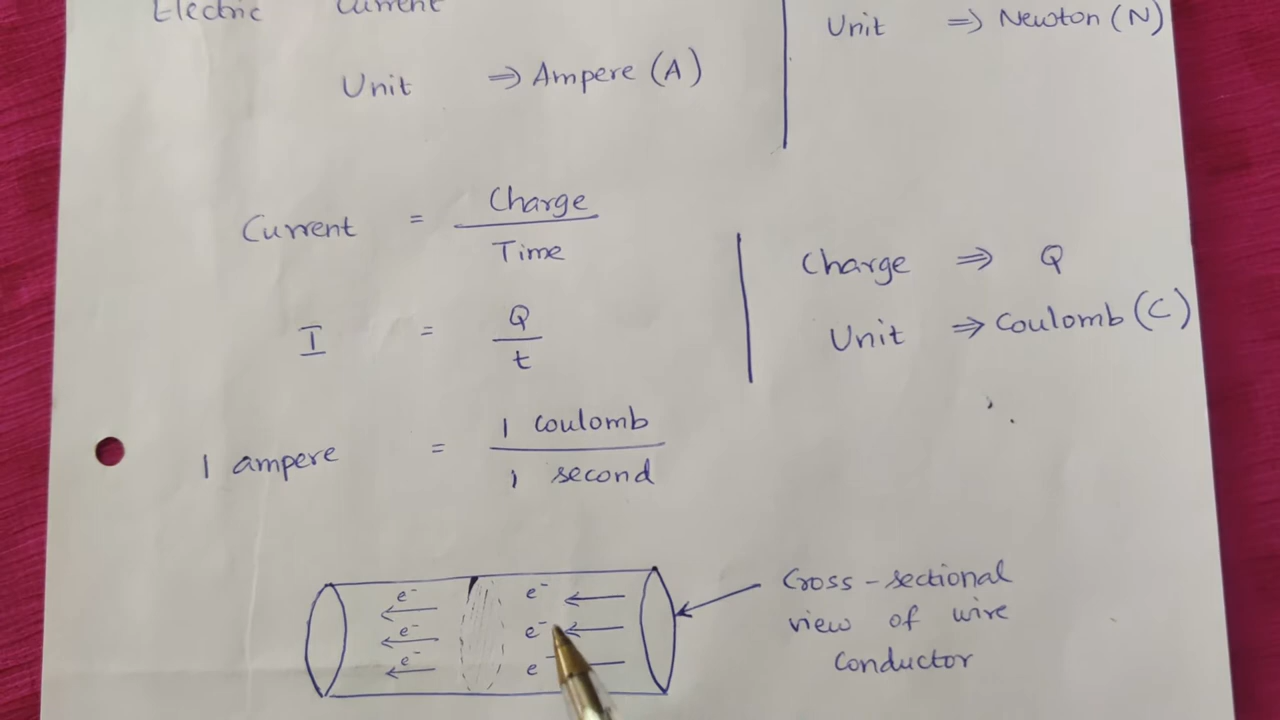 Electric Current
Unit ⇒ Ampere (A)
Unit ⇒ Newton (N)
Current = Charge / Time
I = Q / t
Charge ⇒ Q
Unit ⇒ Coulomb (C)
1 ampere = 1 coulomb / 1 second
e⁻ e⁻
e⁻ e⁻
e⁻ e⁻
Cross-sectional
view of wire
conductor